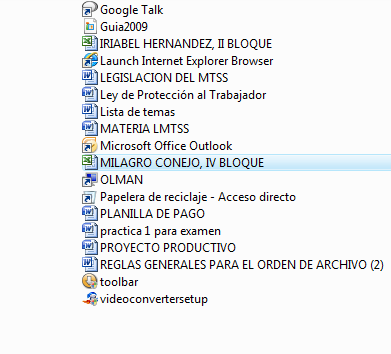 Google Talk
Guia2009
IRIABEL HERNANDEZ, II BLOQUE
Launch Internet Explorer Browser
LEGISLACION DEL MTSS
Ley de Protección al Trabajador
Lista de temas
MATERIA LMTSS
Microsoft Office Outlook
MILAGRO CONEJO, IV BLOQUE
OLMAN
Papelera de reciclaje - Acceso directo
PLANILLA DE PAGO
practica 1 para examen
PROYECTO PRODUCTIVO
REGLAS GENERALES PARA EL ORDEN DE ARCHIVO (2)
toolbar
videoconvertersetup